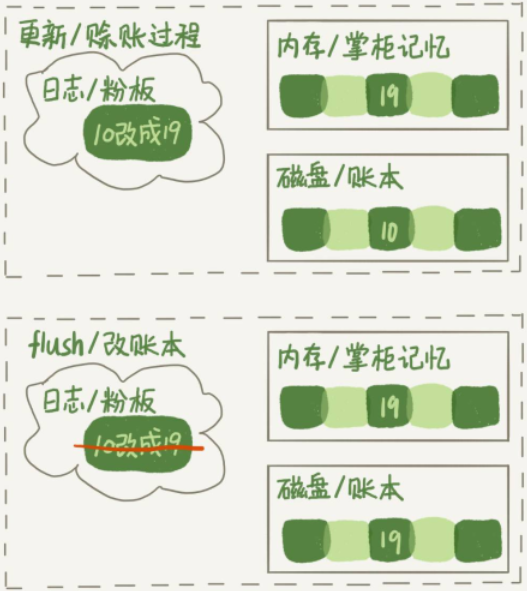 更新/赊账过程
日志/粉板
10改成19
内存/掌柜记忆
19
磁盘/账本
10
flush/改账本
日志/粉板
10改成19
内存/掌柜记忆
19
磁盘/账本
19